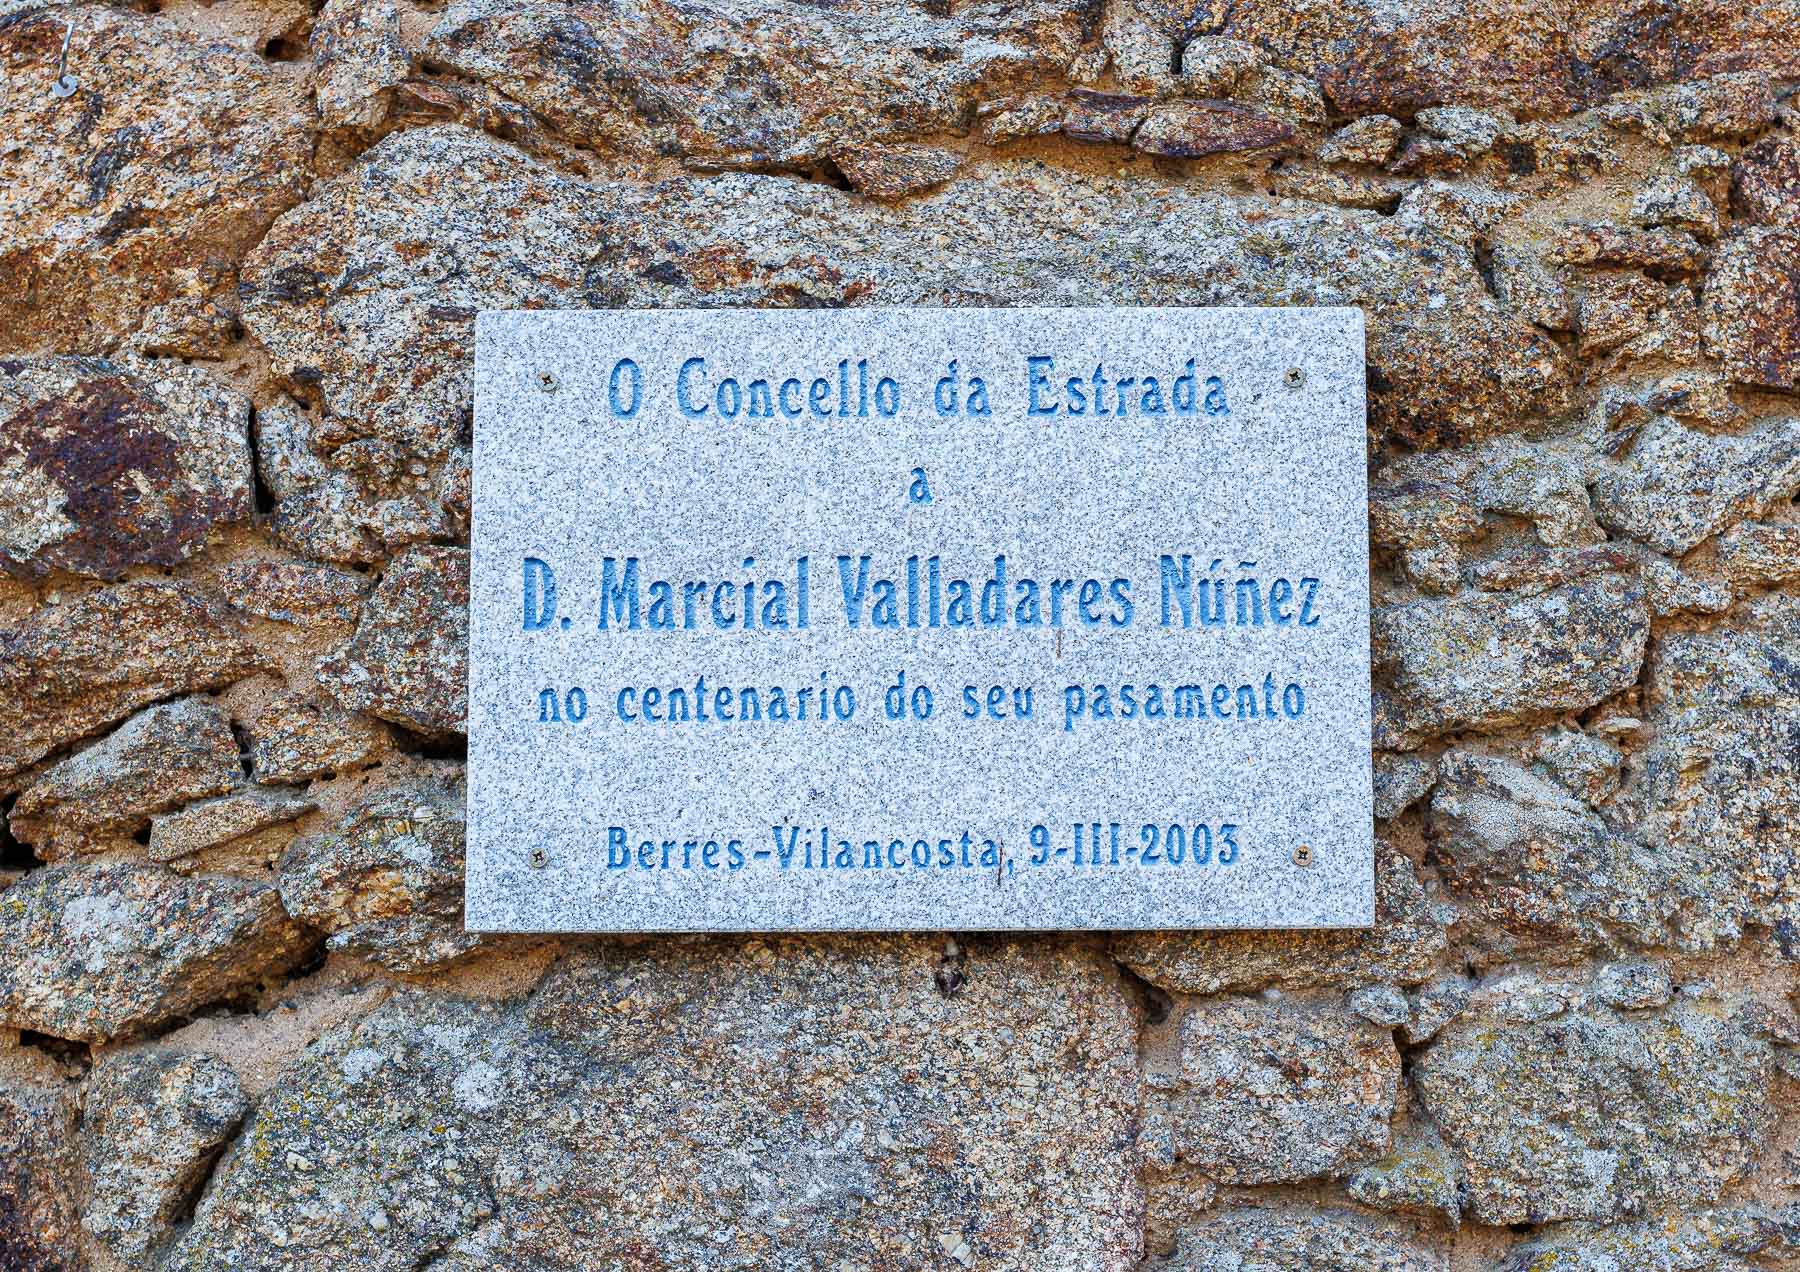 O Concello da Estrada
a
D. Marcial Valladares Núñez
no centenario do seu pasamento
Berres-Vilancosta, 9-III-2003